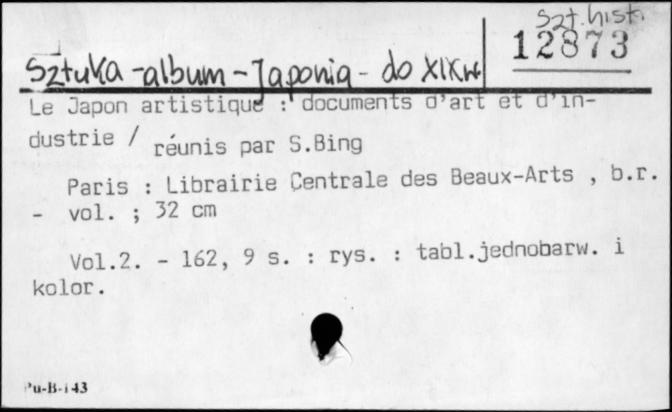 Szt. hist.
12873
Sztuka - album - Japonia - do XIXw.
Le Japon artistique : documents d'art et d'in-
dustrie / réunis par S.Bing
Paris : Librairie Centrale des Beaux-Arts , b.r.
- vol. ; 32 cm
Vol.2. - 162, 9 s. : rys. : tabl.jednobarw. i
kolor.
Pu-B-143